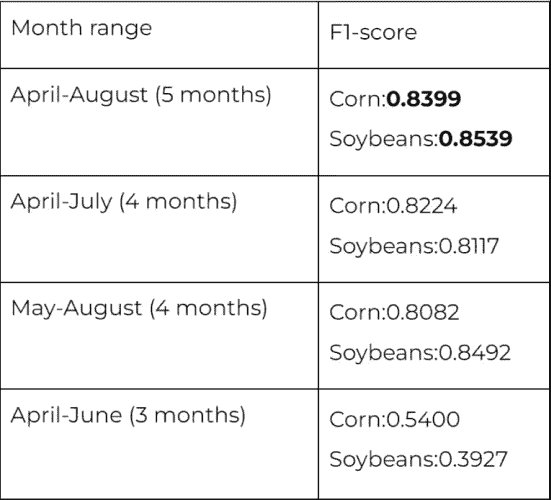 Month range
F1-score
April-August (5 months)
Corn:0.8399
Soybeans:0.8539
April-July (4 months)
Corn:0.8224
Soybeans:0.8117
May-August (4 months)
Corn:0.8082
Soybeans:0.8492
April-June (3 months)
Corn:0.5400
Soybeans:0.3927